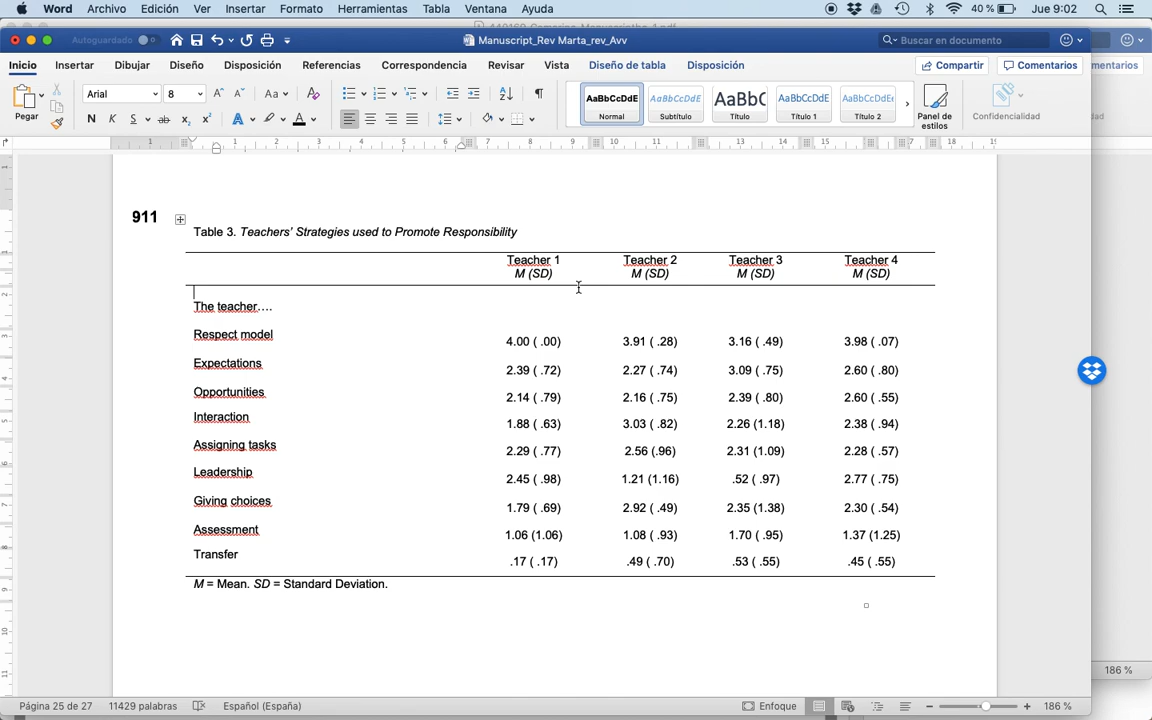 Word Archivo Edición Ver Insertar Formato Herramientas Tabla Ventana Ayuda 40 % Jue 9:02
Autoguardado Manuscript_Rev Marta_rev_Avv Buscar en documento
Inicio Insertar Dibujar Diseño Disposición Referencias Correspondencia Revisar Vista Diseño de tabla Disposición Compartir Comentarios mentarios
Pegar Arial 8 Aa AaBbCcDdE AaBbCcDdE AaBbC AaBbCcDdE AaBbCcDdE
N K S ab x₂ x² A A Normal Subtítulo Título Título 1 Título 2 Panel de estilos Confidencialidad dad
911
Table 3. Teachers' Strategies used to Promote Responsibility
Teacher 1 Teacher 2 Teacher 3 Teacher 4
M (SD) M (SD) M (SD) M (SD)
The teacher....
Respect model 4.00 ( .00) 3.91 ( .28) 3.16 ( .49) 3.98 ( .07)
Expectations 2.39 ( .72) 2.27 ( .74) 3.09 ( .75) 2.60 ( .80)
Opportunities 2.14 ( .79) 2.16 ( .75) 2.39 ( .80) 2.60 ( .55)
Interaction 1.88 ( .63) 3.03 ( .82) 2.26 (1.18) 2.38 ( .94)
Assigning tasks 2.29 ( .77) 2.56 (.96) 2.31 (1.09) 2.28 ( .57)
Leadership 2.45 ( .98) 1.21 (1.16) .52 ( .97) 2.77 ( .75)
Giving choices 1.79 ( .69) 2.92 ( .49) 2.35 (1.38) 2.30 ( .54)
Assessment 1.06 (1.06) 1.08 ( .93) 1.70 ( .95) 1.37 (1.25)
Transfer .17 ( .17) .49 ( .70) .53 ( .55) .45 ( .55)
M = Mean. SD = Standard Deviation.
186 %
Página 25 de 27 11429 palabras Español (España) Enfoque 186 %